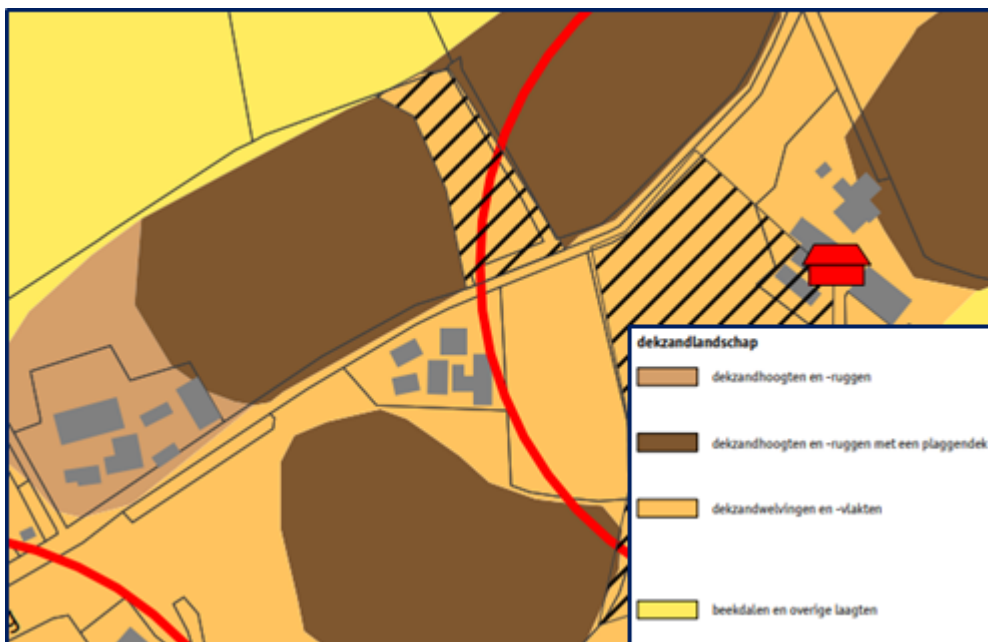 dekzandlandschap
dekzandhoogten en -ruggen
dekzandhoogten en -ruggen met een plaggendek
dekzandwelvingen en -vlakten
beekdalen en overige laagten